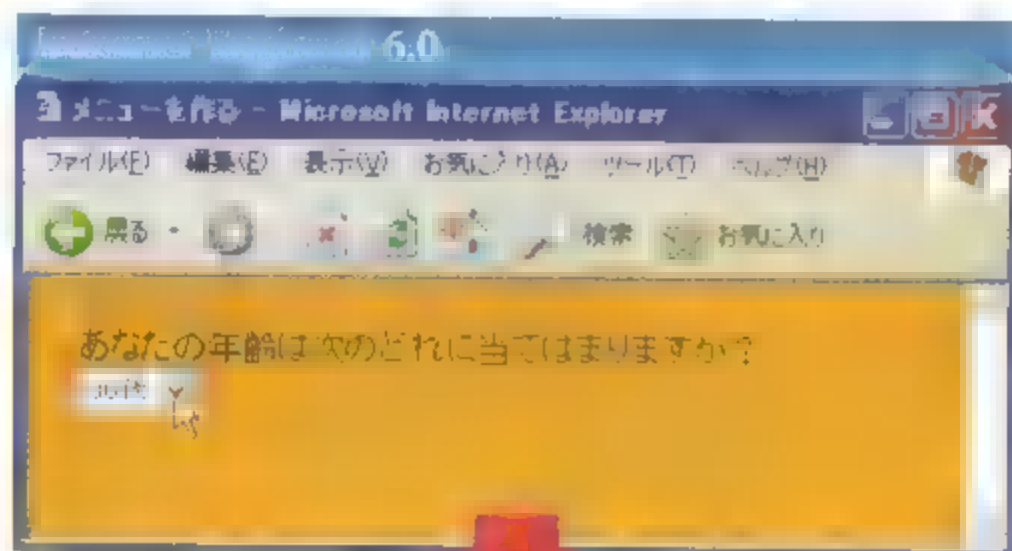 6.0
メニューを作る - Microsoft Internet Explorer
ファイル(F) 編集(E) 表示(V) お気に入り(A) ツール(T) ヘルプ(H)
戻る 検索 お気に入り
あなたの年齢は次のどれに当てはまりますか?